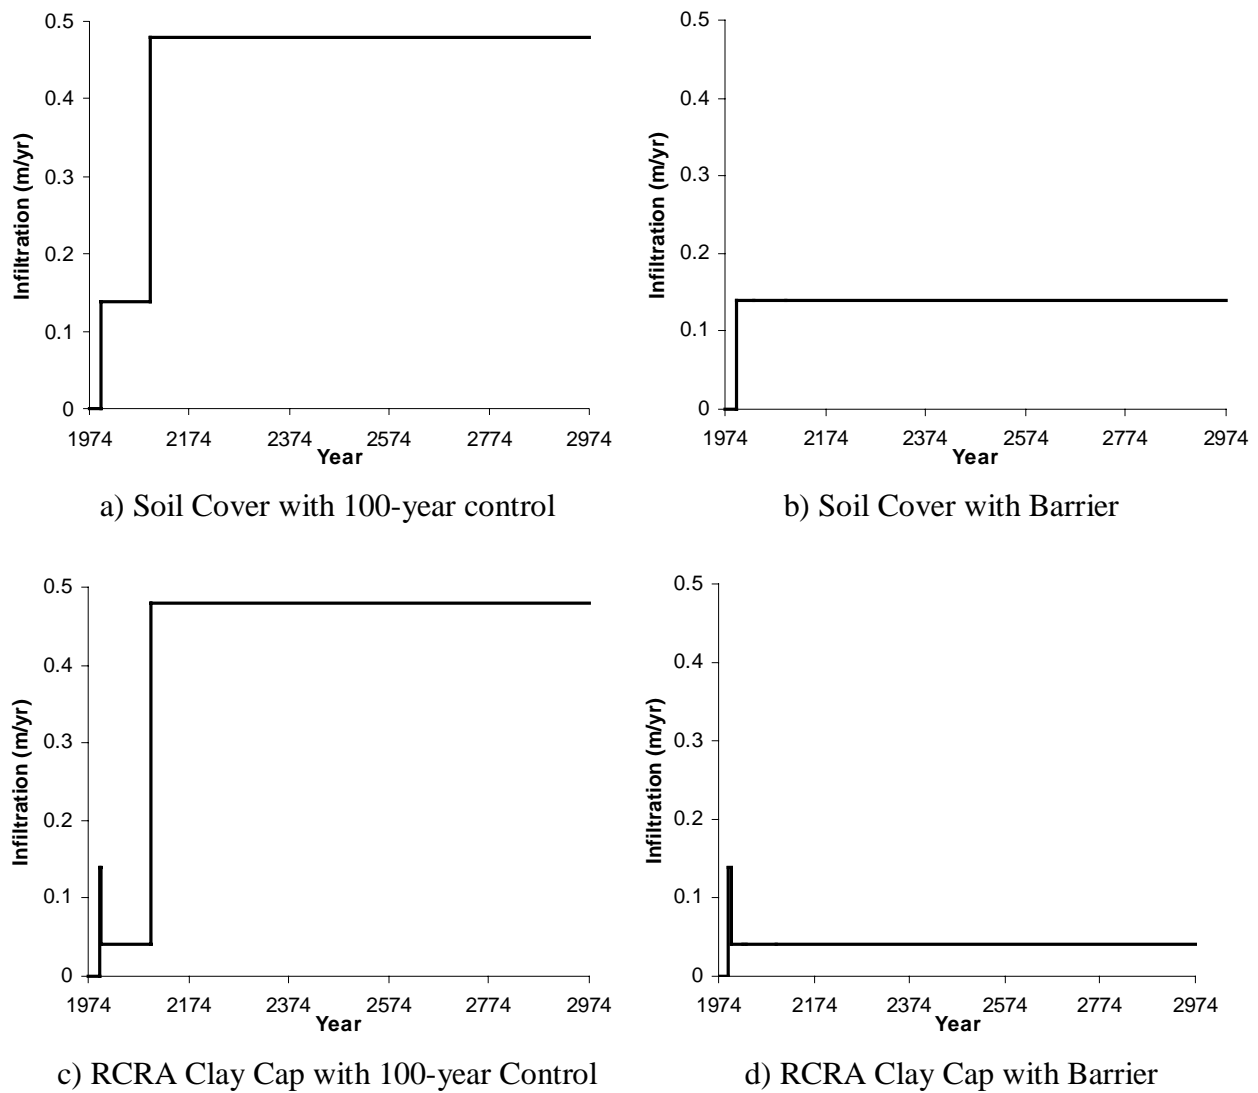 0.5
0.4
0.3
0.2
0.1
0
Infiltration (m/yr)
1974 2174 2374 2574 2774 2974
Year
a) Soil Cover with 100-year control
0.5
0.4
0.3
0.2
0.1
0
Infiltration (m/yr)
1974 2174 2374 2574 2774 2974
Year
b) Soil Cover with Barrier
0.5
0.4
0.3
0.2
0.1
0
Infiltration (m/yr)
1974 2174 2374 2574 2774 2974
Year
c) RCRA Clay Cap with 100-year Control
0.5
0.4
0.3
0.2
0.1
0
Infiltration (m/yr)
1974 2174 2374 2574 2774 2974
Year
d) RCRA Clay Cap with Barrier